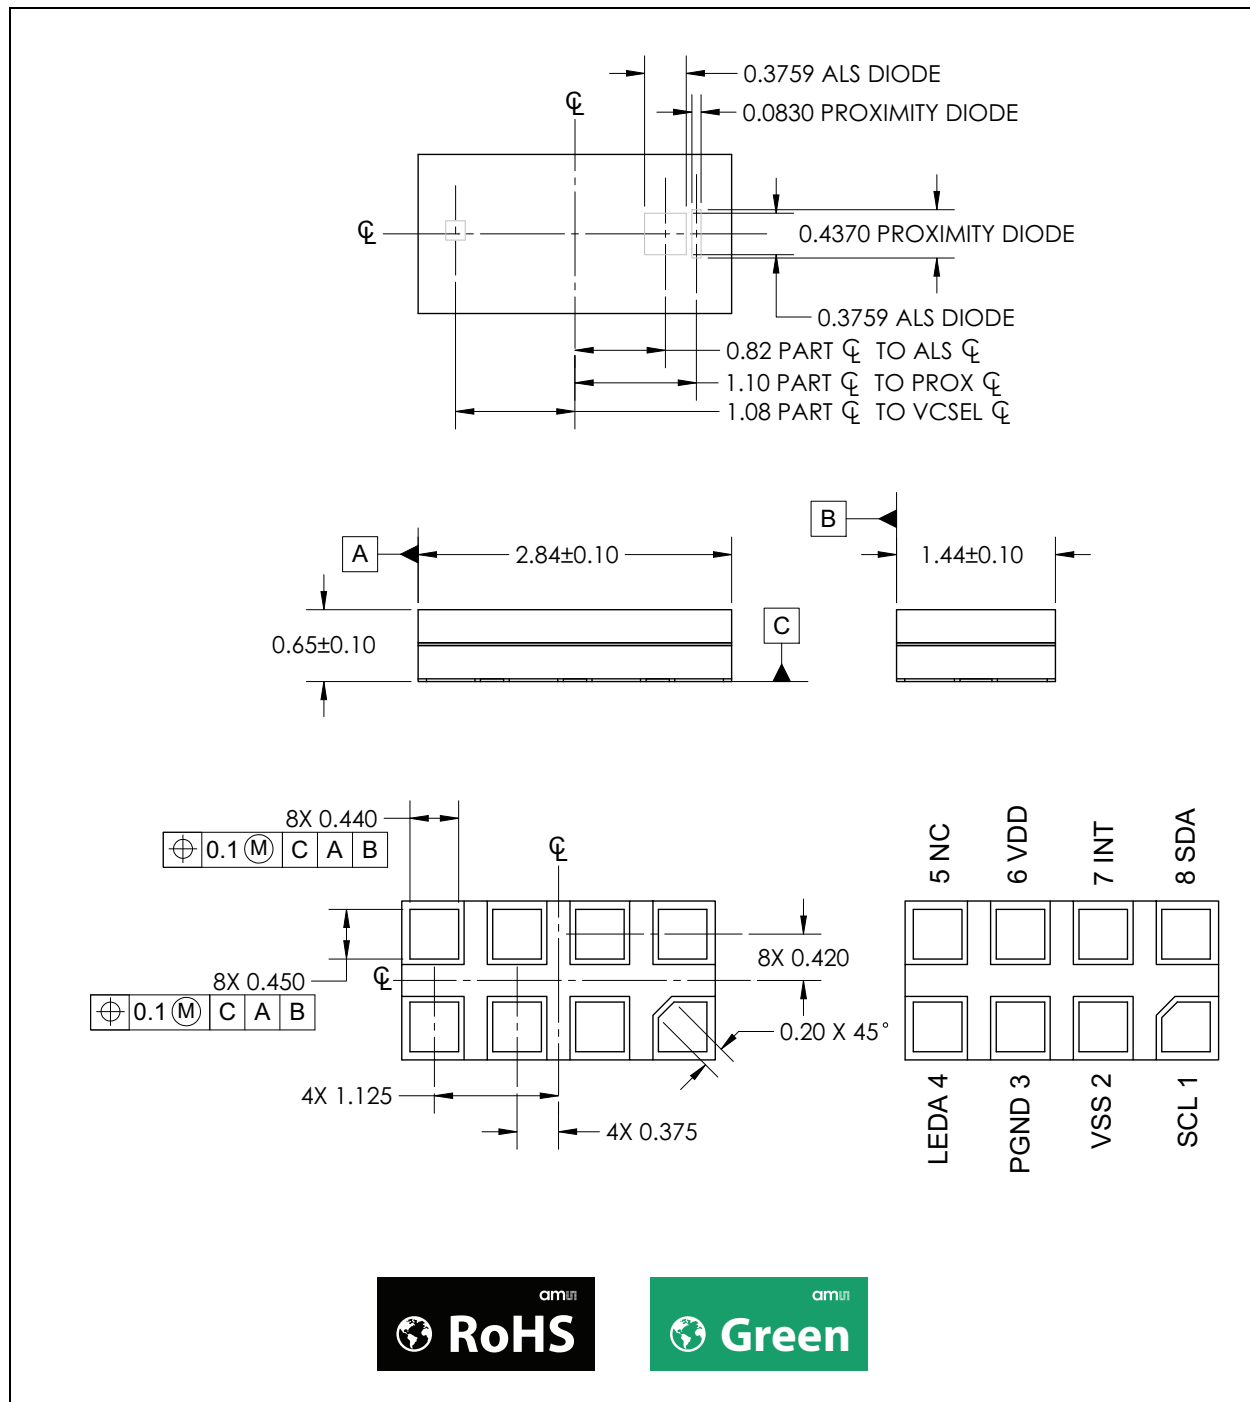 0.3759 ALS DIODE
0.0830 PROXIMITY DIODE
℄
℄
0.4370 PROXIMITY DIODE
0.3759 ALS DIODE
0.82 PART ℄ TO ALS ℄
1.10 PART ℄ TO PROX ℄
1.08 PART ℄ TO VCSEL ℄
B
A
2.84±0.10
1.44±0.10
C
0.65±0.10
8X 0.440
⌖ 0.1 Ⓜ C A B
℄
8X 0.420
℄
8X 0.450
⌖ 0.1 Ⓜ C A B
0.20 X 45°
4X 1.125
4X 0.375
5 NC
6 VDD
7 INT
8 SDA
LEDA 4
PGND 3
VSS 2
SCL 1
am
RoHS
am
Green